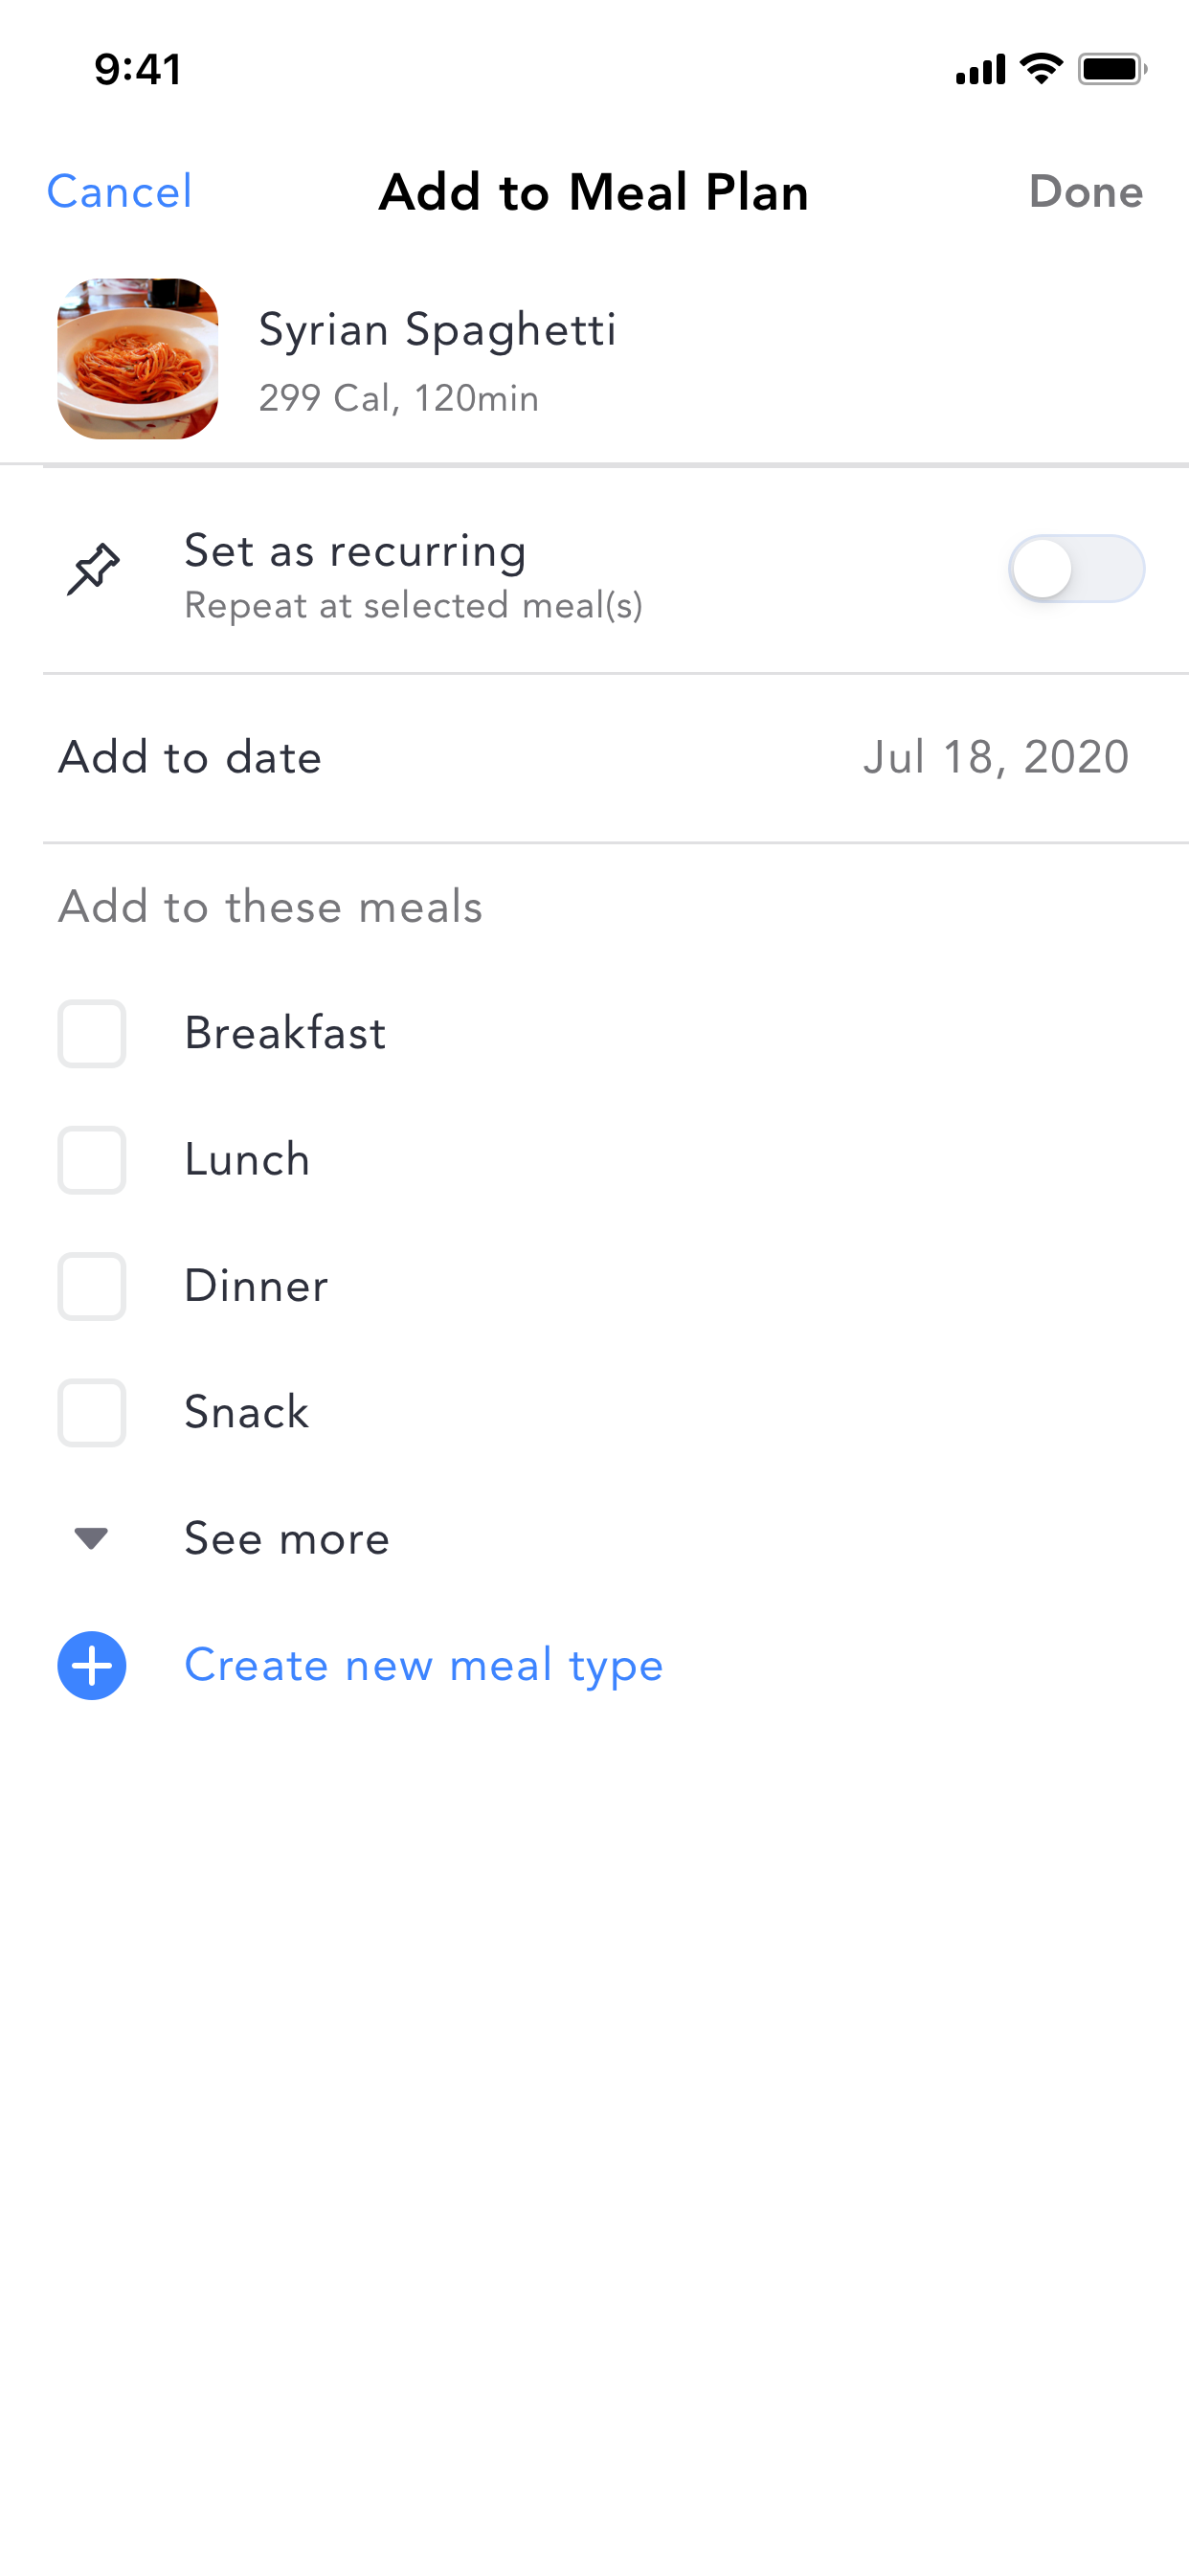 9:41
Cancel
Add to Meal Plan
Done
Syrian Spaghetti
299 Cal, 120min
Set as recurring
Repeat at selected meal(s)
Add to date
Jul 18, 2020
Add to these meals
Breakfast
Lunch
Dinner
Snack
See more
Create new meal type